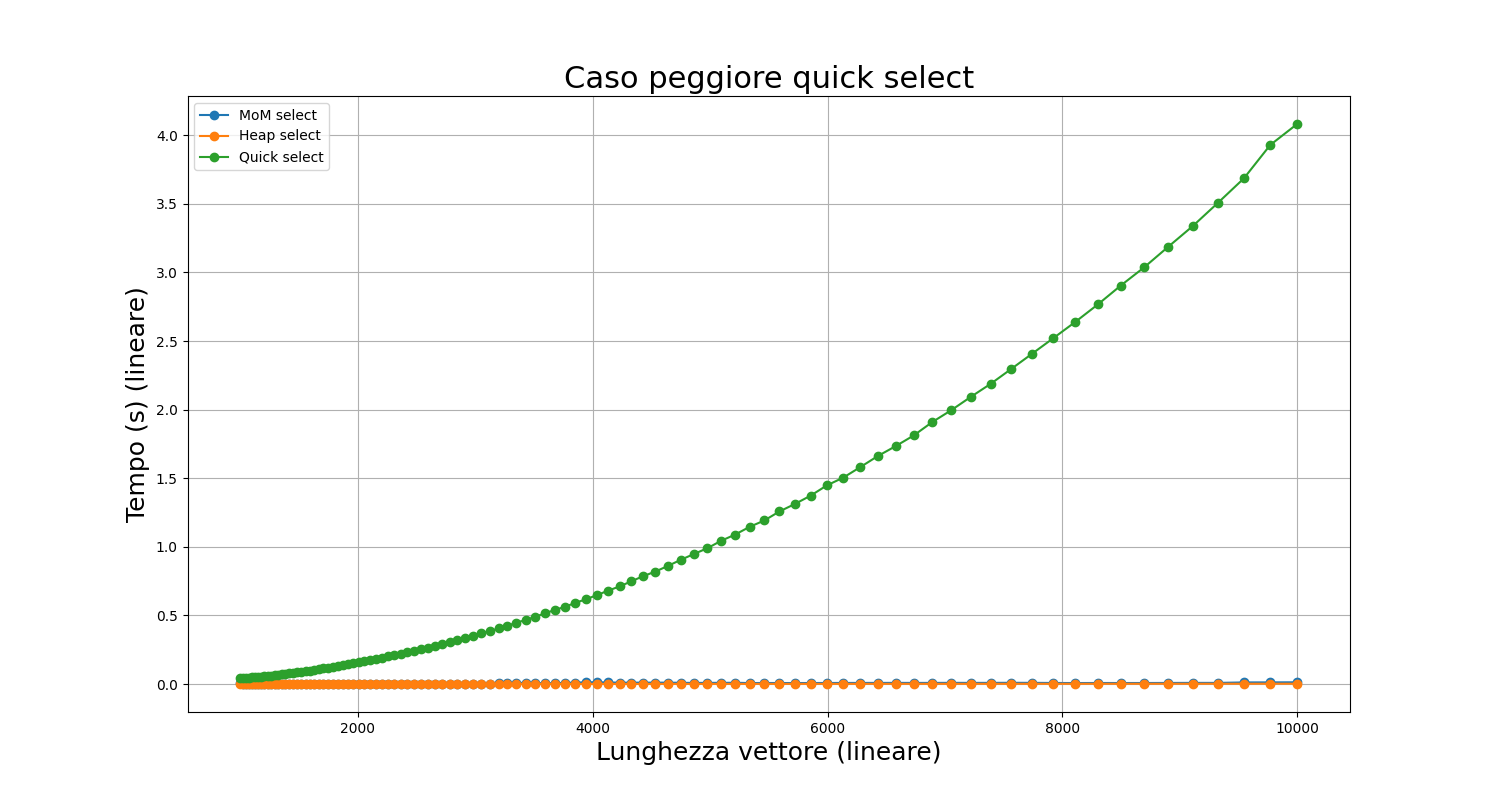 Caso peggiore quick select
MoM select
Heap select
Quick select
4.0
3.5
3.0
2.5
2.0
1.5
1.0
0.5
0.0
Tempo (s) (lineare)
2000 4000 6000 8000 10000
Lunghezza vettore (lineare)